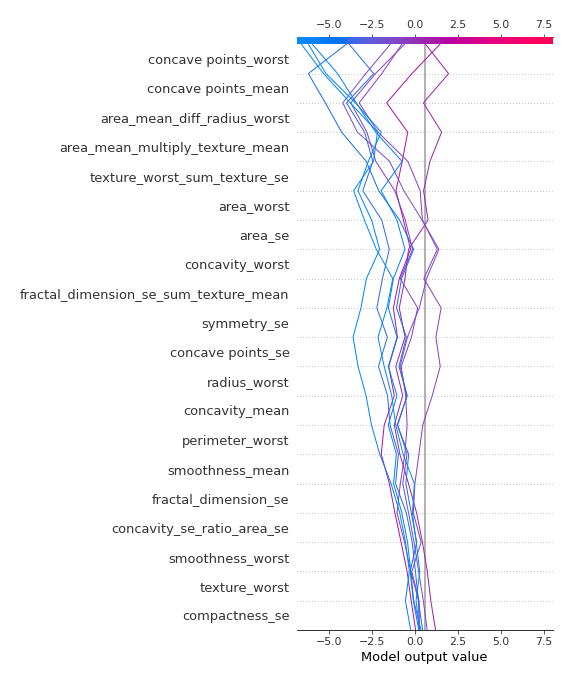 −5.0 −2.5 0.0 2.5 5.0 7.5
concave points_worst
concave points_mean
area_mean_diff_radius_worst
area_mean_multiply_texture_mean
texture_worst_sum_texture_se
area_worst
area_se
concavity_worst
fractal_dimension_se_sum_texture_mean
symmetry_se
concave points_se
radius_worst
concavity_mean
perimeter_worst
smoothness_mean
fractal_dimension_se
concavity_se_ratio_area_se
smoothness_worst
texture_worst
compactness_se
−5.0 −2.5 0.0 2.5 5.0 7.5
Model output value